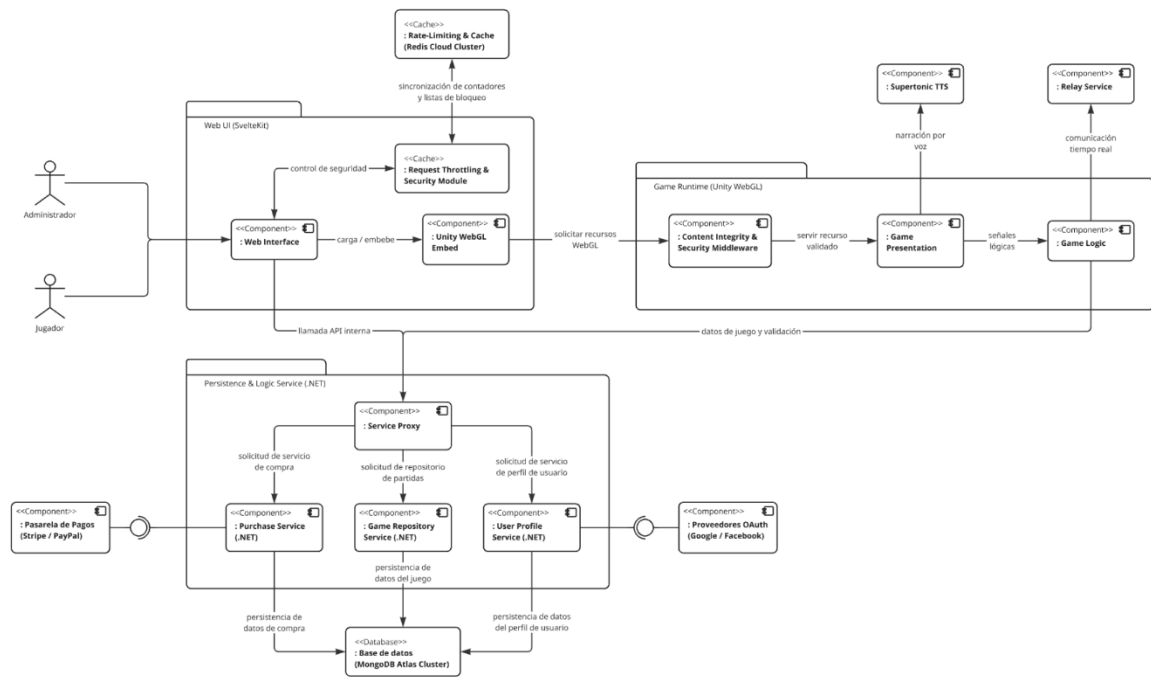 <<Cache>>
: Rate-Limiting & Cache
(Redis Cloud Cluster)
sincronización de contadores
y listas de bloqueo
<<Component>>
: Supertonic TTS
<<Component>>
: Relay Service
narración por
voz
comunicación
tiempo real
Web UI (SvelteKit)
control de seguridad
<<Cache>>
: Request Throttling &
Security Module
Game Runtime (Unity WebGL)
Administrador
<<Component>>
: Web Interface
carga / embebe
<<Component>>
: Unity WebGL
Embed
solicitar recursos
WebGL
<<Component>>
: Content Integrity &
Security Middleware
servir recurso
validado
<<Component>>
: Game
Presentation
señales
lógicas
<<Component>>
: Game Logic
Jugador
llamada API interna
datos de juego y validación
Persistence & Logic Service (.NET)
<<Component>>
: Service Proxy
solicitud de servicio
de compra
solicitud de repositorio
de partidas
solicitud de servicio
de perfil de usuario
<<Component>>
: Pasarela de Pagos
(Stripe / PayPal)
<<Component>>
: Purchase Service
(.NET)
<<Component>>
: Game Repository
Service (.NET)
<<Component>>
: User Profile
Service (.NET)
<<Component>>
: Proveedores OAuth
(Google / Facebook)
persistencia de
datos del juego
persistencia de
datos de compra
persistencia de datos
del perfil de usuario
<<Database>>
: Base de datos
(MongoDB Atlas Cluster)